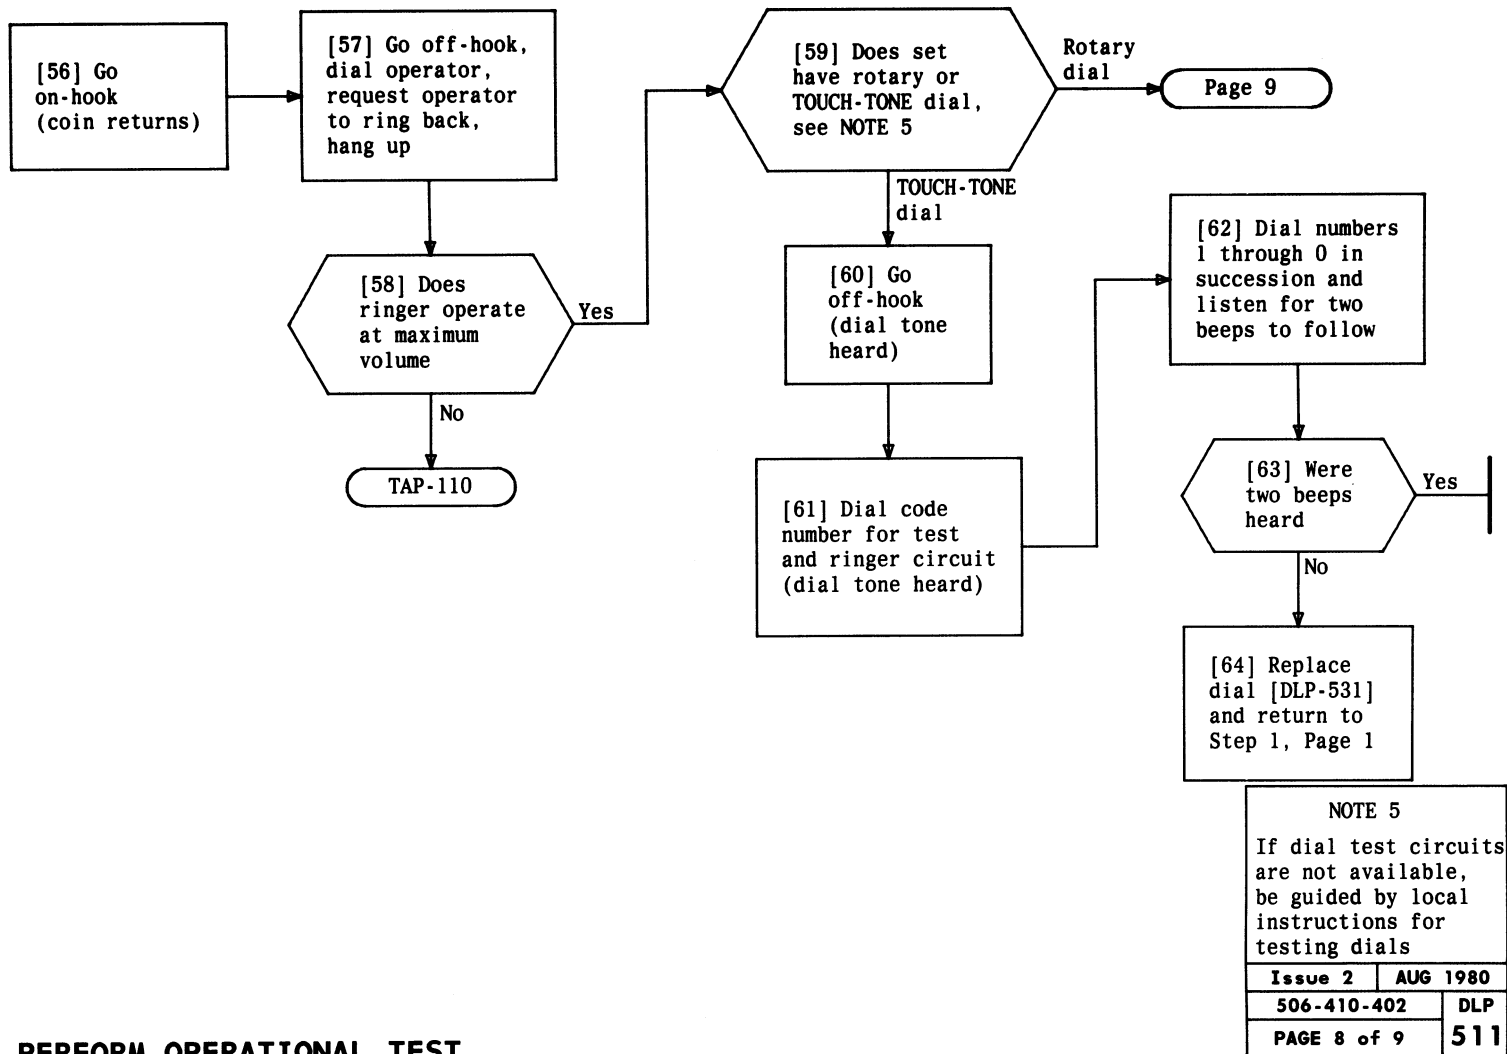 [56] Go
on-hook
(coin returns)
[57] Go off-hook,
dial operator,
request operator
to ring back,
hang up
[58] Does
ringer operate
at maximum
volume
Yes
No
TAP-110
[59] Does set
have rotary or
TOUCH-TONE dial,
see NOTE 5
Rotary
dial
Page 9
TOUCH-TONE
dial
[60] Go
off-hook
(dial tone
heard)
[61] Dial code
number for test
and ringer circuit
(dial tone heard)
[62] Dial numbers
1 through 0 in
succession and
listen for two
beeps to follow
[63] Were
two beeps
heard
Yes
No
[64] Replace
dial [DLP-531]
and return to
Step 1, Page 1
NOTE 5
If dial test circuits
are not available,
be guided by local
instructions for
testing dials
Issue 2 AUG 1980
506-410-402 DLP
PAGE 8 of 9 511
PERFORM OPERATIONAL TEST